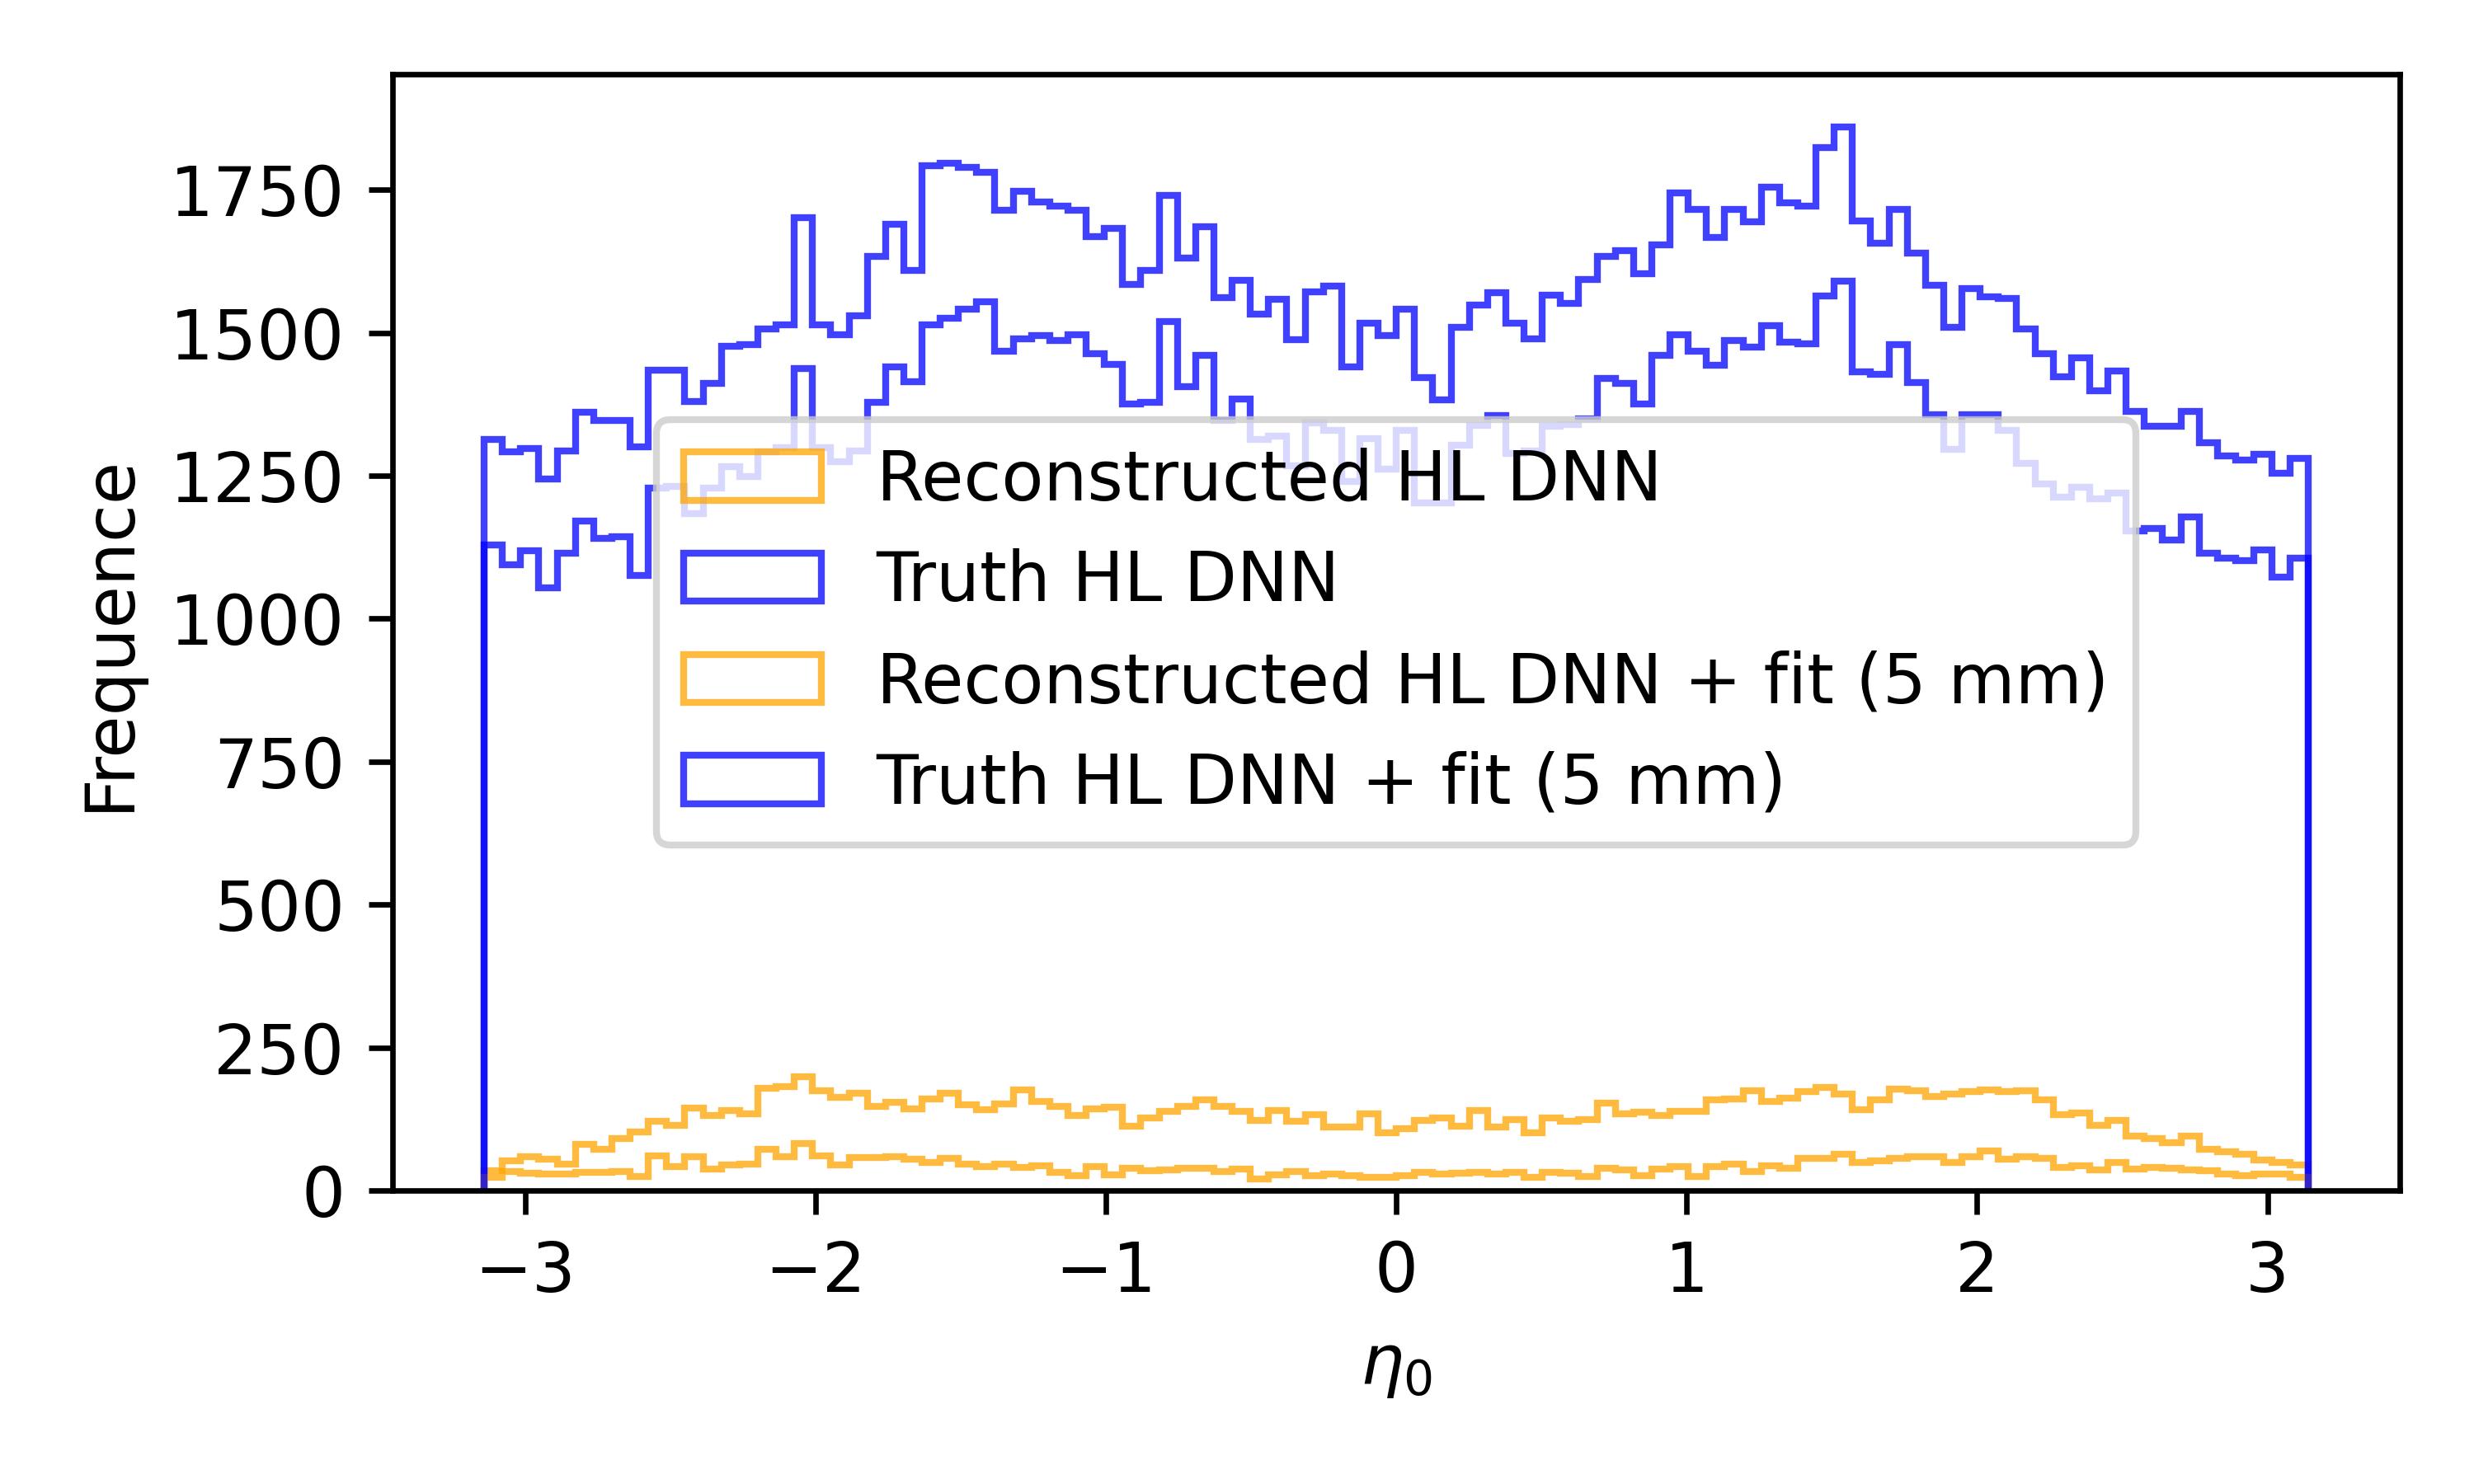 1750
1500
1250
1000
750
500
250
0
Frequence
Reconstructed HL DNN
Truth HL DNN
Reconstructed HL DNN + fit (5 mm)
Truth HL DNN + fit (5 mm)
−3 −2 −1 0 1 2 3
η₀